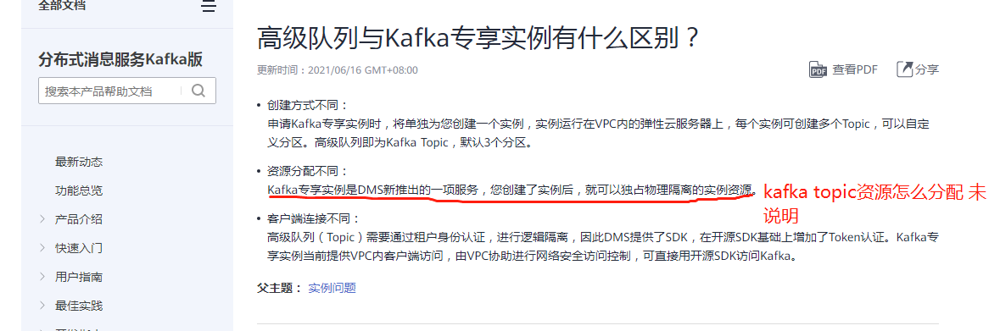 全部文档
分布式消息服务Kafka版
搜索本产品帮助文档
最新动态
功能总览
产品介绍
快速入门
用户指南
最佳实践
高级队列与Kafka专享实例有什么区别？
更新时间：2021/06/16 GMT+08:00
查看PDF
分享
• 创建方式不同：
申请Kafka专享实例时，将单独为您创建一个实例，实例运行在VPC内的弹性云服务器上，每个实例可创建多个Topic，可以自定
义分区。高级队列即为Kafka Topic，默认3个分区。
• 资源分配不同：
Kafka专享实例是DMS新推出的一项服务，您创建了实例后，就可以独占物理隔离的实例资源。
kafka topic资源怎么分配 未
说明
• 客户端连接不同：
高级队列（Topic）需要通过租户身份认证，进行逻辑隔离，因此DMS提供了SDK，在开源SDK基础上增加了Token认证。Kafka专
享实例当前提供VPC内客户端访问，由VPC协助进行网络安全访问控制，可直接用开源SDK访问Kafka。
父主题： 实例问题